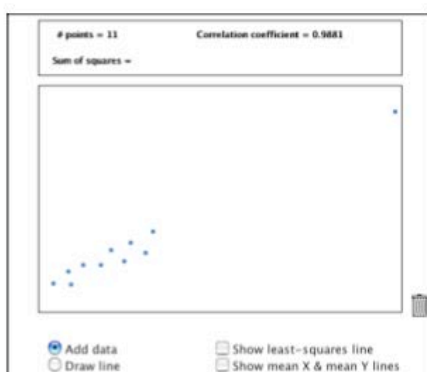 # points = 11 Correlation coefficient = 0.9881
Sum of squares =
Add data Show least-squares line
Draw line Show mean X & mean Y lines